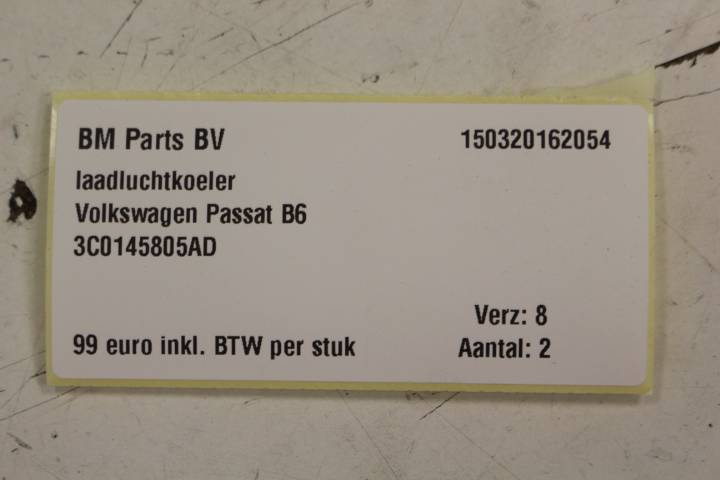 BM Parts BV 150320162054
laadluchtkoeler
Volkswagen Passat B6
3C0145805AD
Verz: 8
99 euro inkl. BTW per stuk Aantal: 2